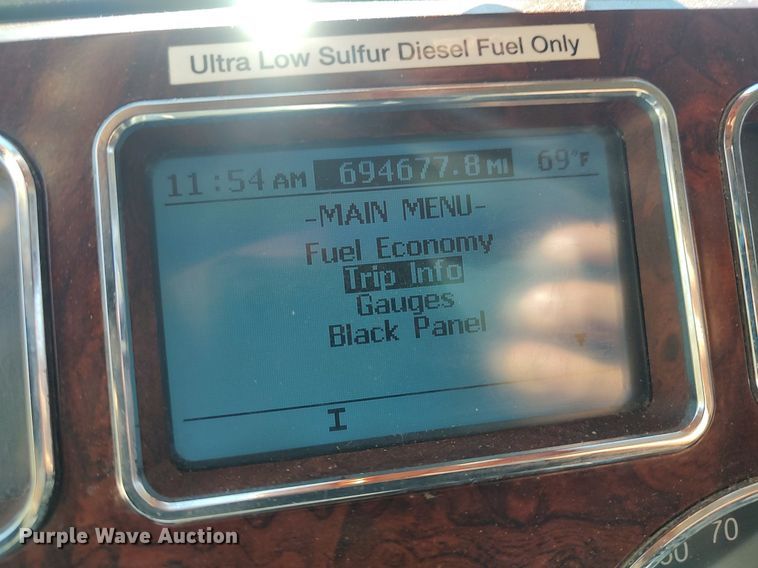 Ultra Low Sulfur Diesel Fuel Only
11:54 AM 694677.8 MI 69°F
-MAIN MENU-
Fuel Economy
Trip Info
Gauges
Black Panel
I
70
Purple Wave Auction